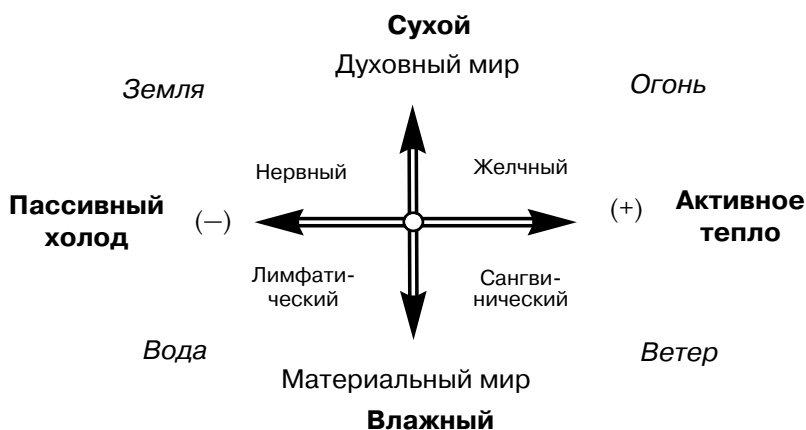 Сухой
Духовный мир
Земля
Огонь
Нервный
Желчный
Пассивный
холод
(—)
(+)
Активное
тепло
Лимфати-
ческий
Сангви-
нический
Вода
Ветер
Материальный мир
Влажный